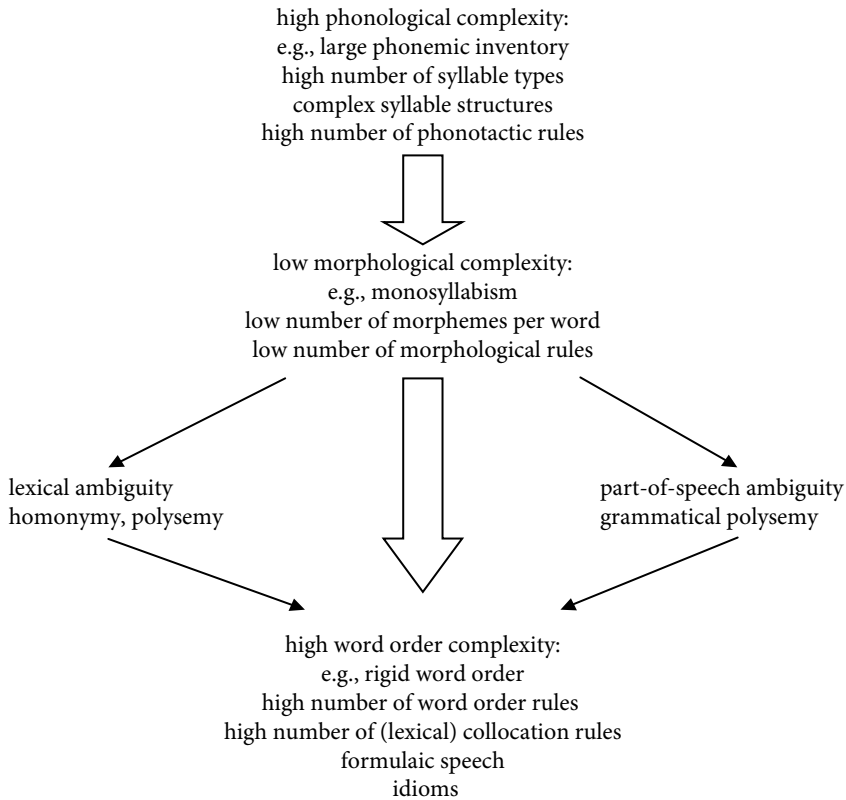 high phonological complexity:
e.g., large phonemic inventory
high number of syllable types
complex syllable structures
high number of phonotactic rules
low morphological complexity:
e.g., monosyllabism
low number of morphemes per word
low number of morphological rules
lexical ambiguity
homonymy, polysemy
part-of-speech ambiguity
grammatical polysemy
high word order complexity:
e.g., rigid word order
high number of word order rules
high number of (lexical) collocation rules
formulaic speech
idioms